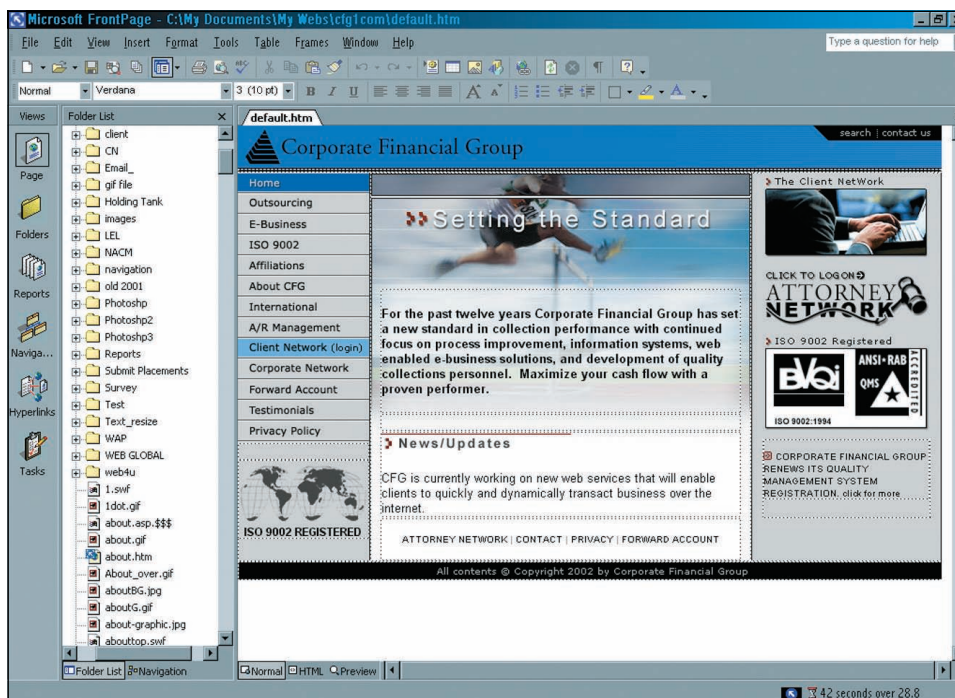 Microsoft FrontPage - C:\My Documents\My Webs\cfg1com\default.htm
File Edit View Insert Format Tools Table Frames Window Help
Type a question for help
Normal Verdana 3 (10 pt) B I U
Views
Page
Folders
Reports
Naviga...
Hyperlinks
Tasks
Folder List
client
CN
Email_
gif file
Holding Tank
images
LEL
NACM
navigation
old 2001
Photoshp
Photoshp2
Photoshp3
Reports
Submit Placements
Survey
Test
Text_resize
WAP
WEB GLOBAL
web4u
1.swf
1dot.gif
about.asp.$$$
about.gif
about.htm
About_over.gif
aboutBG.jpg
aboutG.gif
about-graphic.jpg
abouttop.swf
Folder List Navigation
default.htm
search | contact us
Corporate Financial Group
Home
Outsourcing
E-Business
ISO 9002
Affiliations
About CFG
International
A/R Management
Client Network (login)
Corporate Network
Forward Account
Testimonials
Privacy Policy
ISO 9002 REGISTERED
Setting the Standard
For the past twelve years Corporate Financial Group has set
a new standard in collection performance with continued
focus on process improvement, information systems, web
enabled e-business solutions, and development of quality
collections personnel. Maximize your cash flow with a
proven performer.
News/Updates
CFG is currently working on new web services that will enable
clients to quickly and dynamically transact business over the
internet.
ATTORNEY NETWORK | CONTACT | PRIVACY | FORWARD ACCOUNT
The Client NetWork
CLICK TO LOGON
ATTORNEY
NETWORK
ISO 9002 Registered
BVQi
ISO 9002:1994
ANSI·RAB
QMS
ACCREDITED
CORPORATE FINANCIAL GROUP
RENEWS ITS QUALITY
MANAGEMENT SYSTEM
REGISTRATION. click for more
All contents © Copyright 2002 by Corporate Financial Group
Normal HTML Preview
42 seconds over 28.8